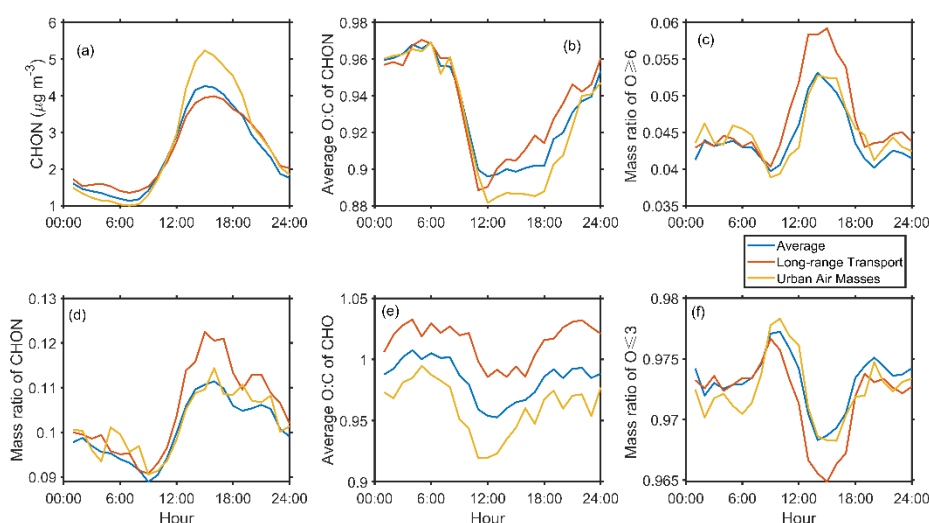 (a)
CHON (μg m⁻³)
6
5
4
3
2
1
00:00 6:00 12:00 18:00 24:00
Hour
(b)
Average O:C of CHON
0.98
0.96
0.94
0.92
0.9
0.88
00:00 6:00 12:00 18:00 24:00
Hour
(c)
Mass ratio of O⩾6
0.06
0.055
0.05
0.045
0.04
0.035
00:00 6:00 12:00 18:00 24:00
Hour
Average
Long-range Transport
Urban Air Masses
(d)
Mass ratio of CHON
0.13
0.12
0.11
0.1
0.09
00:00 6:00 12:00 18:00 24:00
Hour
(e)
Average O:C of CHO
1.05
1
0.95
0.9
00:00 6:00 12:00 18:00 24:00
Hour
(f)
Mass ratio of O⩽3
0.98
0.975
0.97
0.965
00:00 6:00 12:00 18:00 24:00
Hour